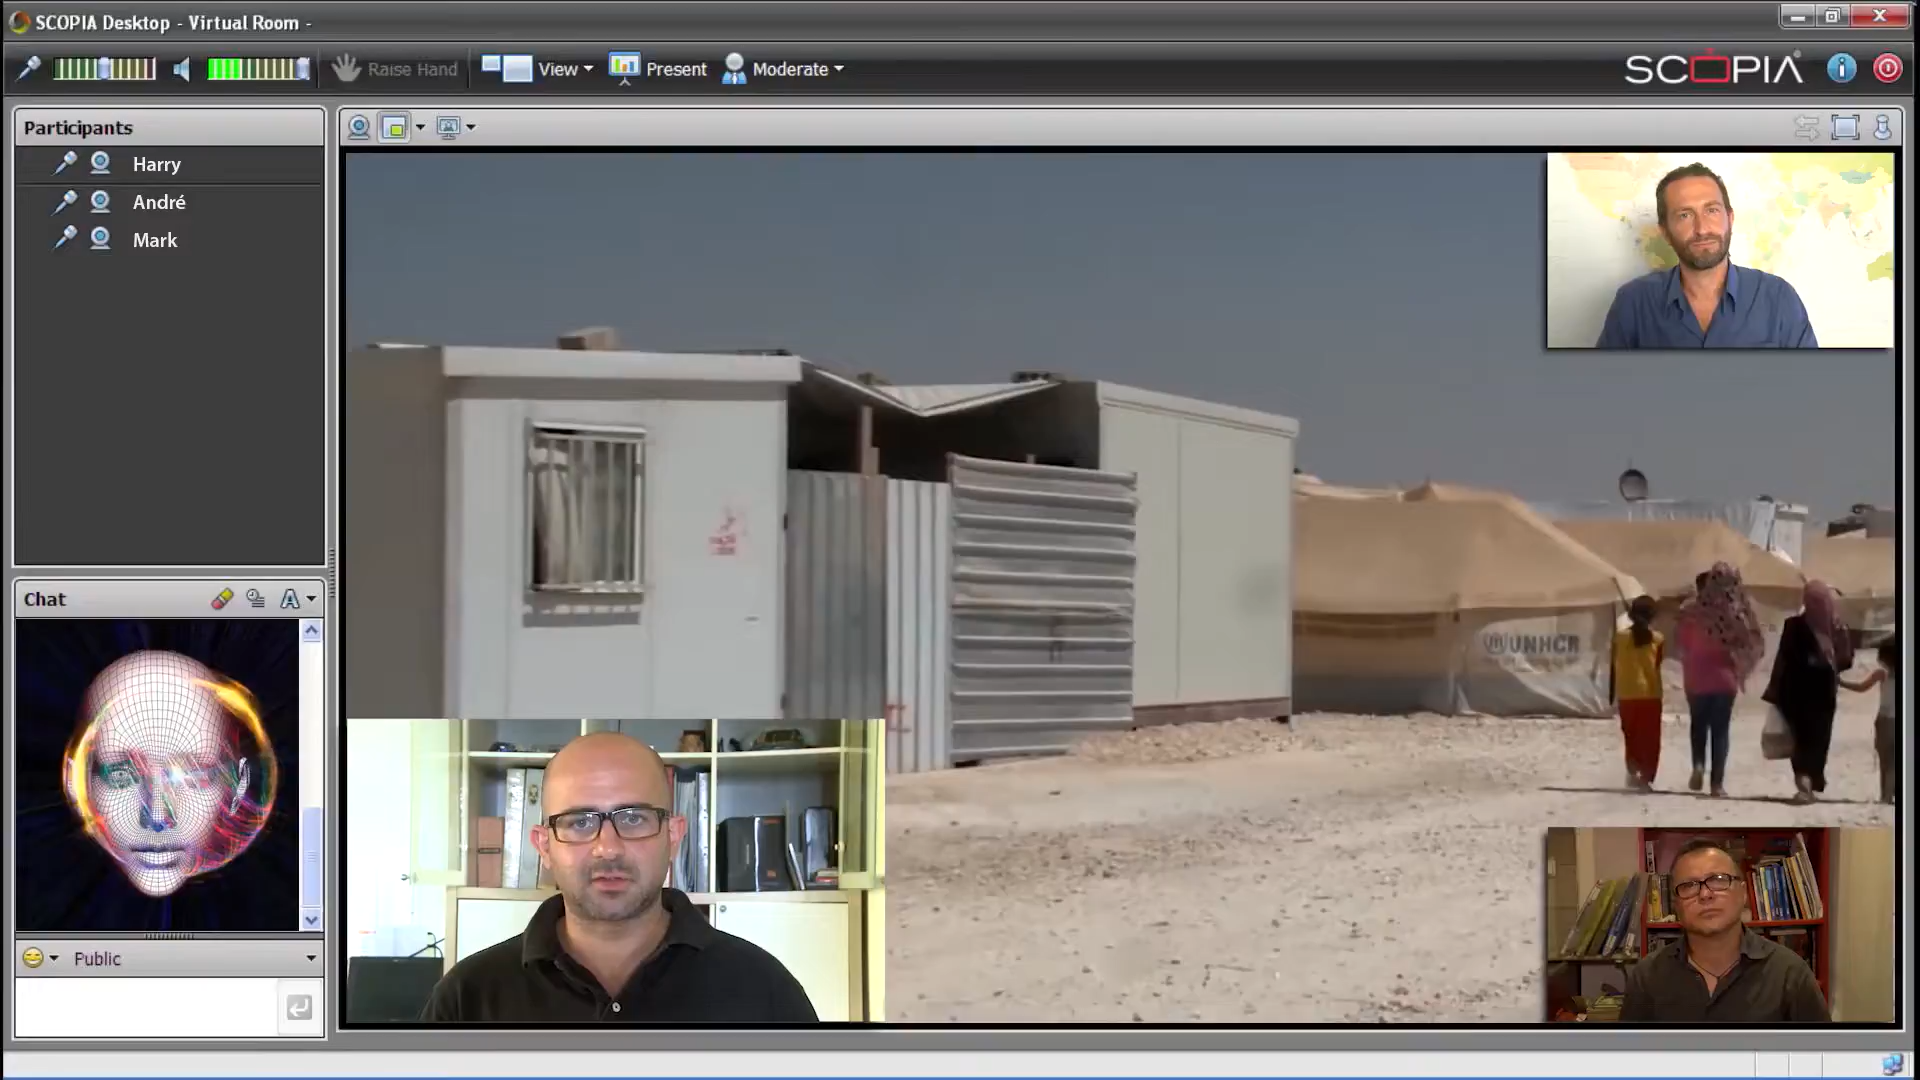 SCOPIA Desktop - Virtual Room -
Raise Hand
View
Present
Moderate
SCOPIA
Participants
Harry
André
Mark
Chat
UNHCR
Public